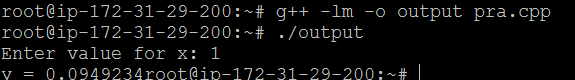 root@ip-172-31-29-200:~# g++ -lm -o output pra.cpp
root@ip-172-31-29-200:~# ./output
Enter value for x: 1
y = 0.0949234root@ip-172-31-29-200:~#